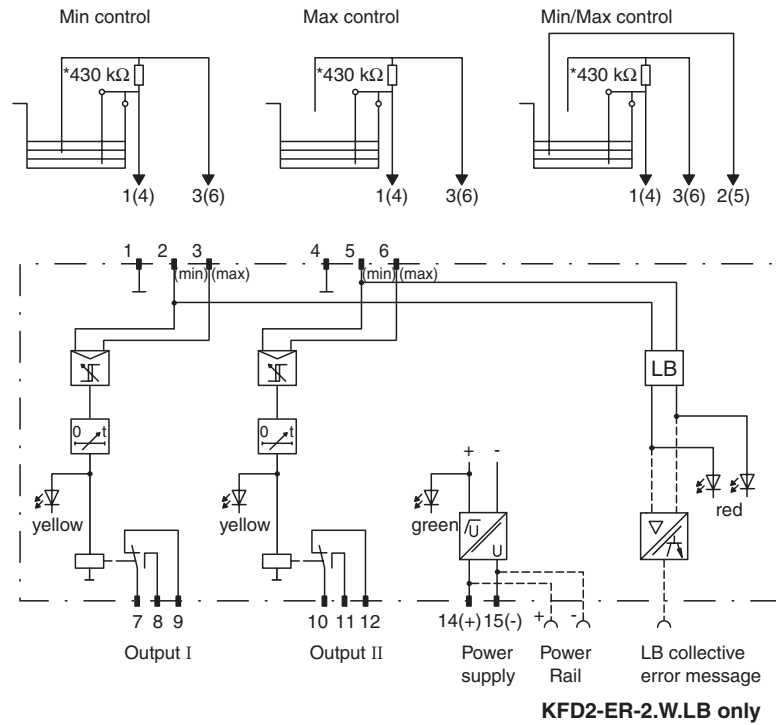 Min control Max control Min/Max control
*430 kΩ *430 kΩ *430 kΩ
1(4) 3(6) 1(4) 3(6) 1(4) 3(6) 2(5)
1 2 3 4 5 6
(min) (max) (min) (max)
LB
0 t 0 t
+ -
yellow yellow green red
U
U
+ -
7 8 9 10 11 12 14(+) 15(-)
Output I Output II Power supply Power Rail LB collective error message
KFD2-ER-2.W.LB only